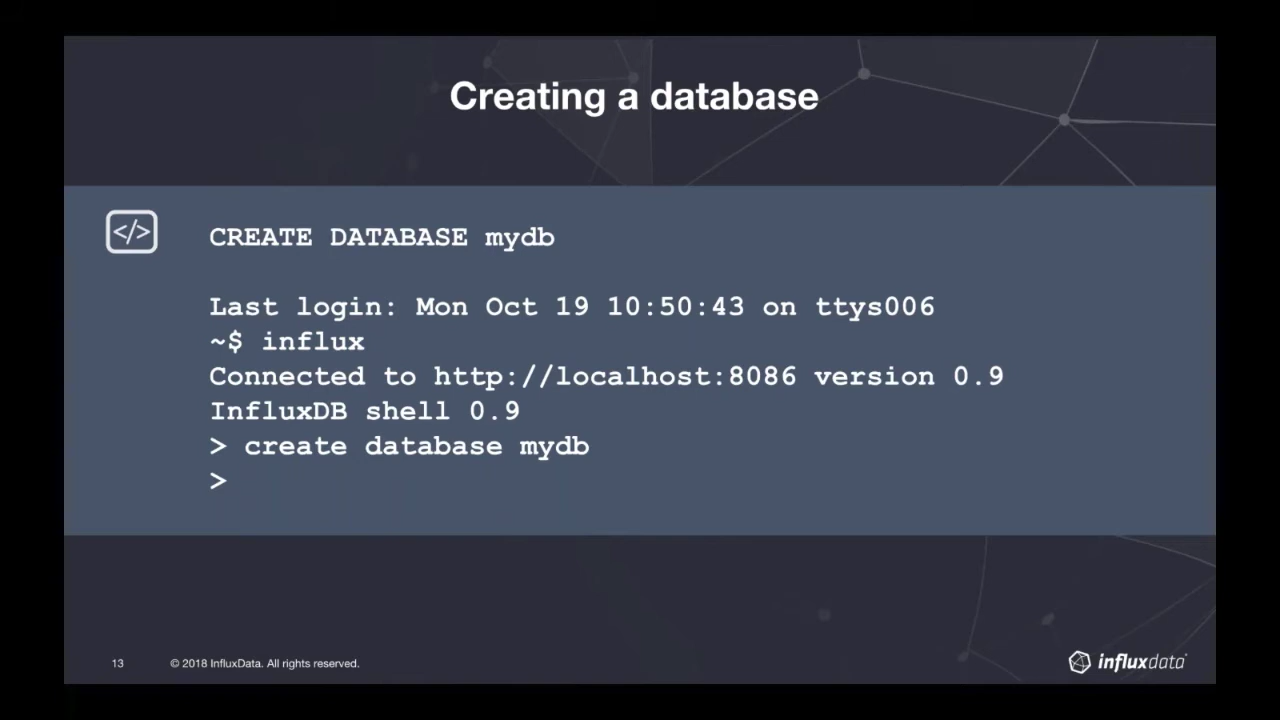 Creating a database
</>
CREATE DATABASE mydb
Last login: Mon Oct 19 10:50:43 on ttys006
~$ influx
Connected to http://localhost:8086 version 0.9
InfluxDB shell 0.9
> create database mydb
>
13 © 2018 InfluxData. All rights reserved.
influxdata